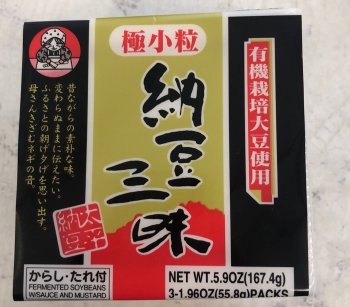 極小粒
有機栽培大豆使用
納豆三昧
昔ながらの素朴な味。
変わらぬままに伝えたい。
ふるさとの朝げ夕げを思い出す。
母さんきざむネギの音。
太平
納豆
からし・たれ付
FERMENTED SOYBEANS
W/SAUCE AND MUSTARD
NET WT.5.9OZ(167.4g)
3-1.96OZ(55.8g)PACKS